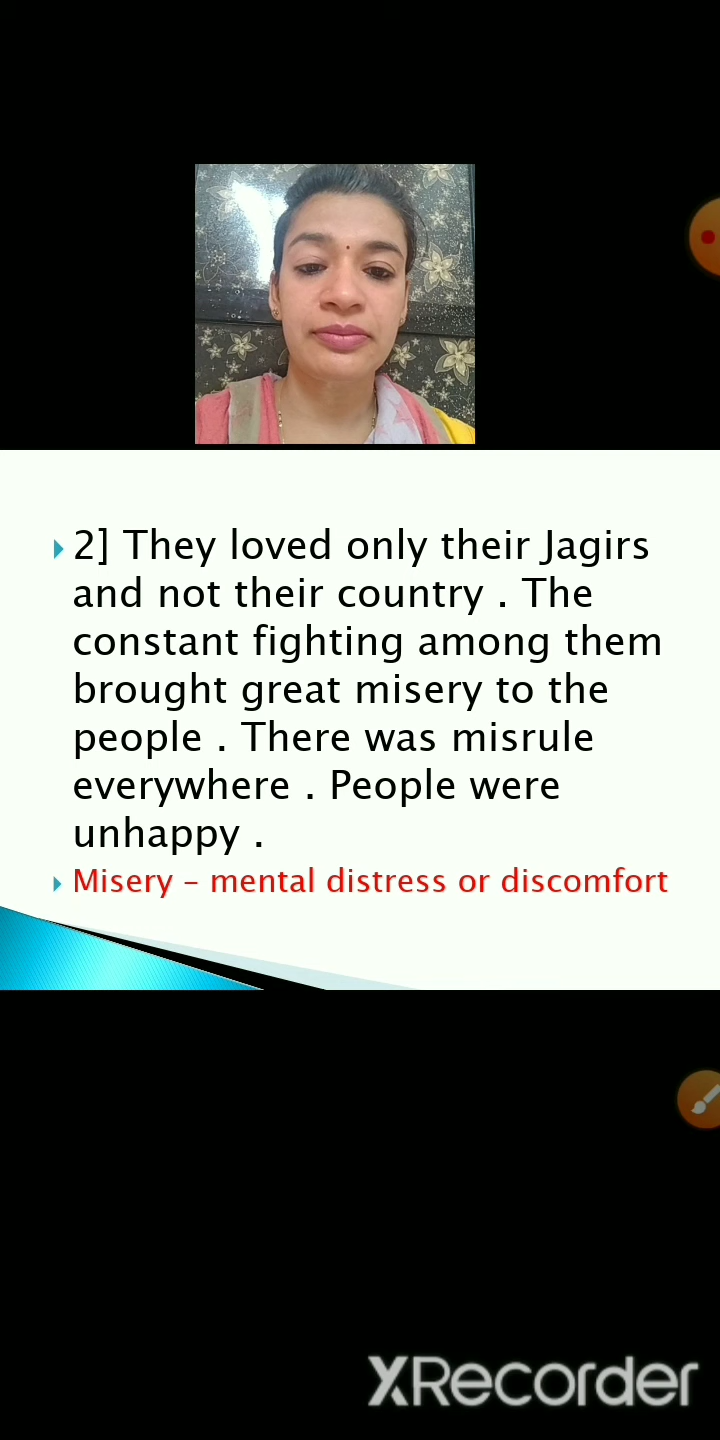 2] They loved only their Jagirs
and not their country . The
constant fighting among them
brought great misery to the
people . There was misrule
everywhere . People were
unhappy .
Misery – mental distress or discomfort
XRecorder